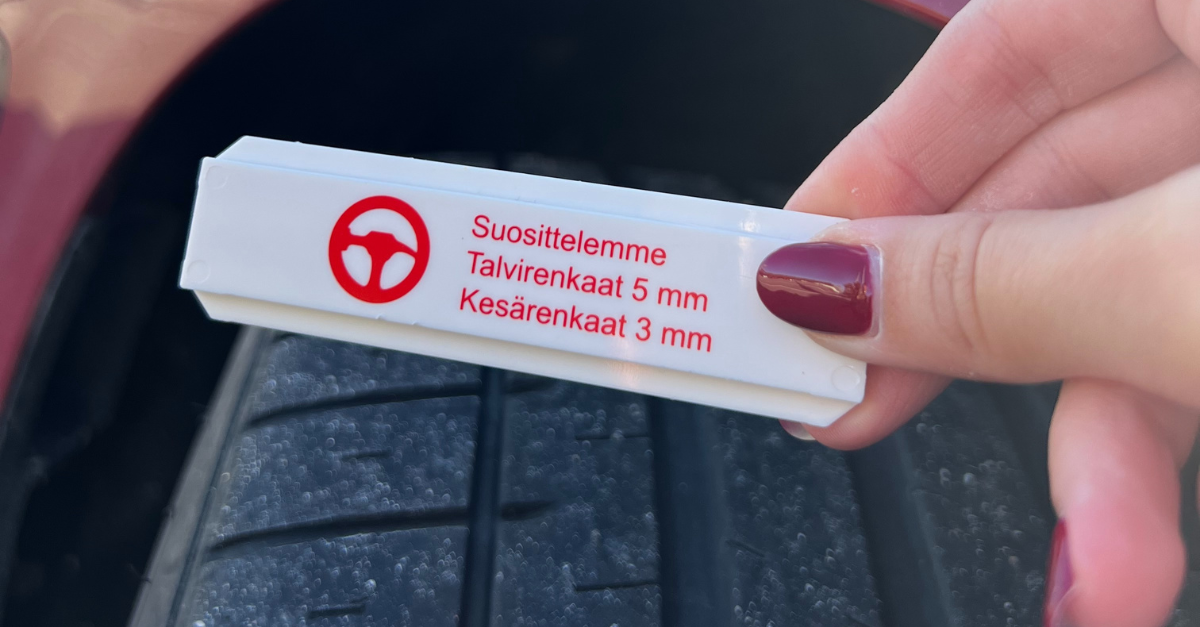 Suosittelemme
Talvirenkaat 5 mm
Kesärenkaat 3 mm